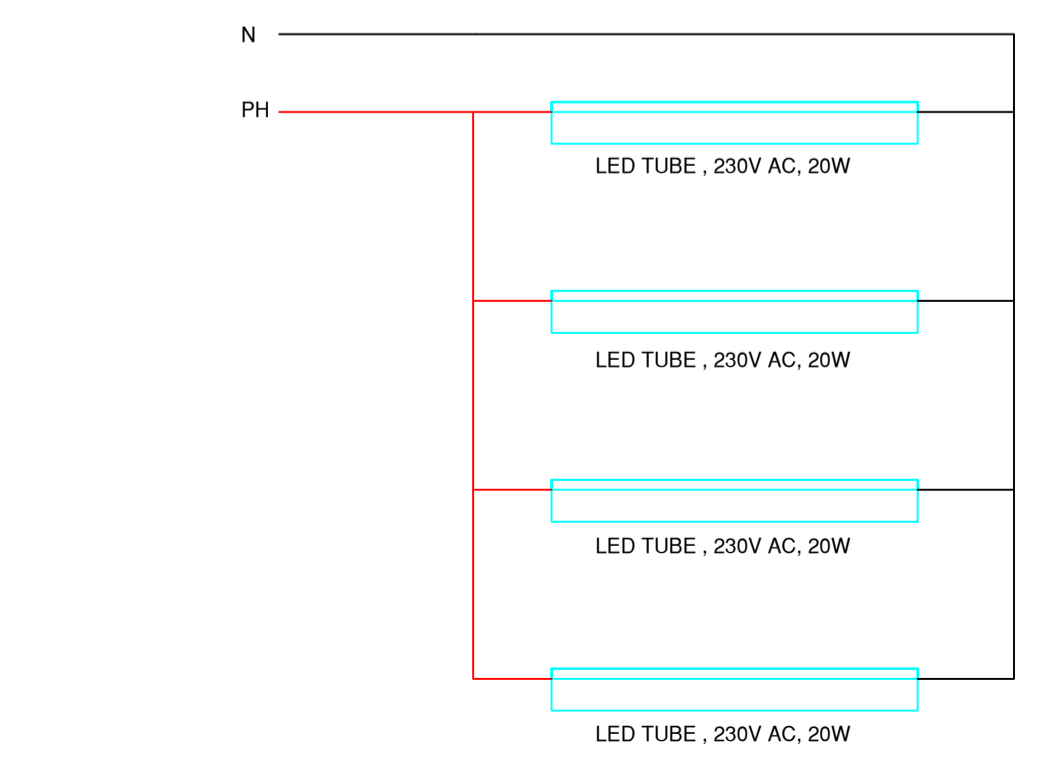 N
PH
LED TUBE , 230V AC, 20W
LED TUBE , 230V AC, 20W
LED TUBE , 230V AC, 20W
LED TUBE , 230V AC, 20W